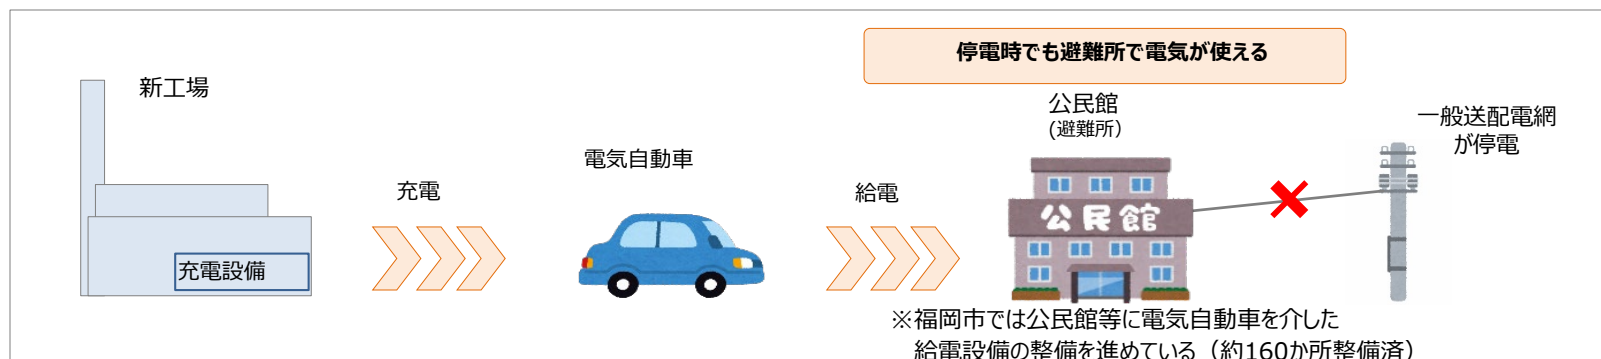 停電時でも避難所で電気が使える
新工場
公民館
(避難所)
一般送配電網
が停電
電気自動車
充電
給電
公民館
充電設備
※福岡市では公民館等に電気自動車を介した
給電設備の整備を進めている（約160か所整備済）